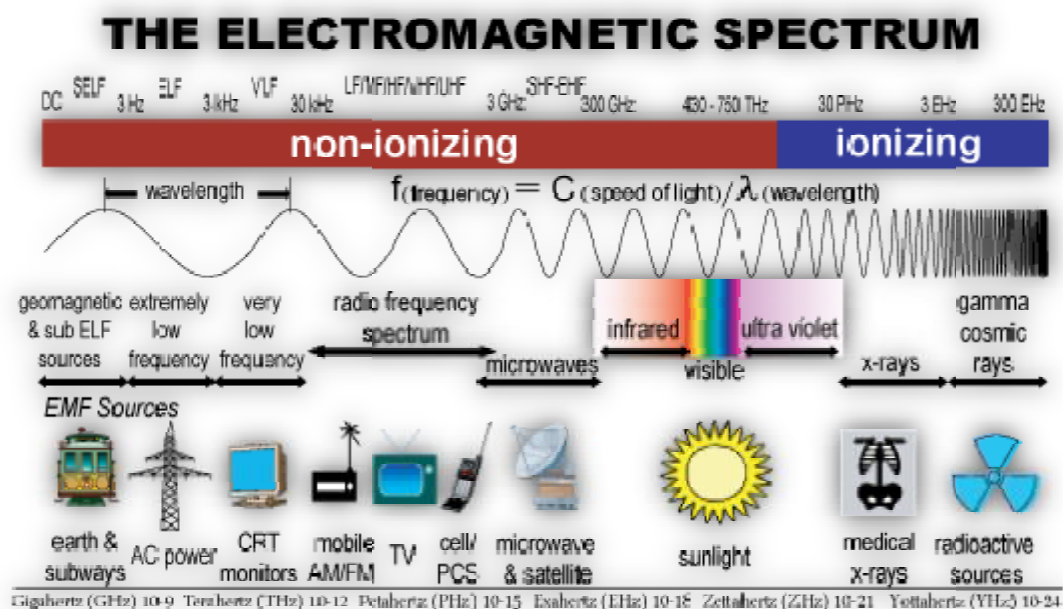 THE ELECTROMAGNETIC SPECTRUM
DC SELF 3 Hz ELF 3 kHz VLF 30 kHz LF/MF/HF/VHF/UHF 3 GHz SHF-EHF 300 GHz 430 - 750 THz 30 PHz 3 EHz 300 EHz
non-ionizing ionizing
wavelength f(frequency) = C (speed of light) / λ (wavelength)
geomagnetic & sub ELF sources
extremely low frequency
very low frequency
radio frequency spectrum
microwaves
infrared
visible
ultra violet
x-rays
gamma cosmic rays
EMF Sources
earth & subways
AC power
CRT monitors
mobile AM/FM
TV
cell/ PCS
microwave & satellite
sunlight
medical x-rays
radioactive sources
Gigahertz (GHz) 10-9 Terahertz (THz) 10-12 Petahertz (PHz) 10-15 Exahertz (EHz) 10-18 Zettahertz (ZHz) 10-21 Yottahertz (YHz) 10-24